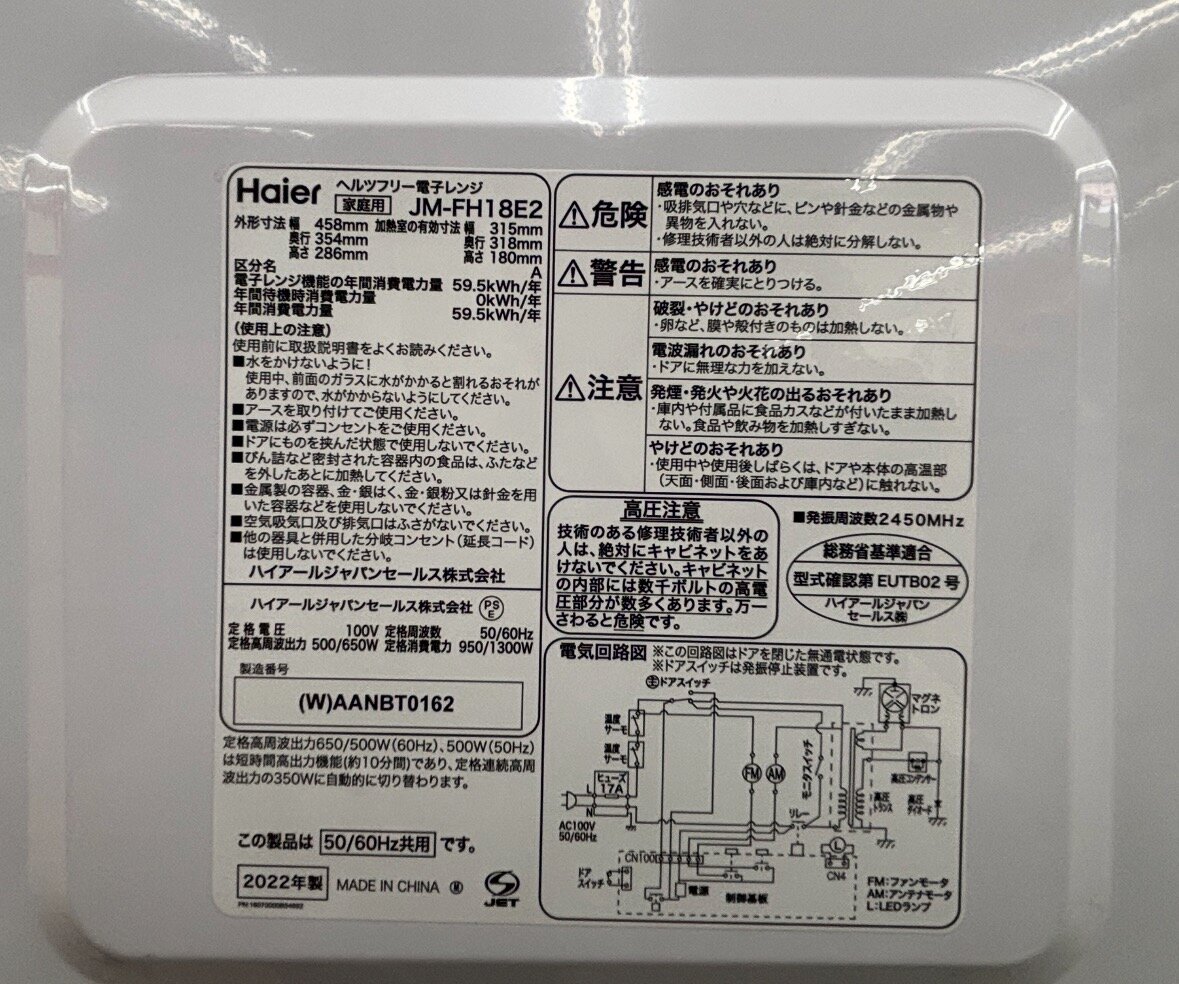 Haier
ヘルツフリー電子レンジ
家庭用 JM-FH18E2
外形寸法 幅 458mm 加熱室の有効寸法 幅 315mm
奥行 354mm 奥行 318mm
高さ 286mm 高さ 180mm
区分名 A
電子レンジ機能の年間消費電力量 59.5kWh/年
年間待機時消費電力量 0kWh/年
年間消費電力量 59.5kWh/年
(使用上の注意)
使用前に取扱説明書をよくお読みください。
■水をかけないように!
使用中、前面のガラスに水がかかると割れるおそれが
ありますので、水がかからないようにしてください。
■アースを取り付けてご使用ください。
■電源は必ずコンセントをご使用ください。
■ドアにものを挟んだ状態で使用しないでください。
■びん詰など密封された容器内の食品は、ふたなど
を外したあとに加熱してください。
■金属製の容器、金・銀はく、金・銀粉又は針金を用
いた容器などを使用しないでください。
■空気吸気口及び排気口はふさがないでください。
■他の器具と併用した分岐コンセント(延長コード)
は使用しないでください。
ハイアールジャパンセールス株式会社
ハイアールジャパンセールス株式会社 PSE
定格電圧 100V 定格周波数 50/60Hz
定格高周波出力 500/650W 定格消費電力 950/1300W
製造番号
(W)AANBT0162
定格高周波出力650/500W(60Hz)、500W(50Hz)
は短時間高出力機能(約10分間)であり、定格連続高周
波出力の350Wに自動的に切り替わります。
この製品は 50/60Hz共用 です。
2022年製 MADE IN CHINA Ⓜ JET
⚠危険
感電のおそれあり
・吸排気口や穴などに、ピンや針金などの金属物や
異物を入れない。
・修理技術者以外の人は絶対に分解しない。
⚠警告
感電のおそれあり
・アースを確実にとりつける。
⚠注意
破裂・やけどのおそれあり
・卵など、膜や殻付きのものは加熱しない。
電波漏れのおそれあり
・ドアに無理な力を加えない。
発煙・発火や火花の出るおそれあり
・庫内や付属品に食品カスなどが付いたまま加熱し
ない。食品や飲み物を加熱しすぎない。
やけどのおそれあり
・使用中や使用後しばらくは、ドアや本体の高温部
(天面・側面・後面および庫内など)に触れない。
高圧注意
技術のある修理技術者以外の
人は、絶対にキャビネットをあ
けないでください。キャビネット
の内部には数千ボルトの高電
圧部分が数多くあります。万一
さわると危険です。
■発振周波数2450MHz
総務省基準適合
型式確認第 EUTB02 号
ハイアールジャパン
セールス㈱
電気回路図 ※この回路図はドアを閉じた無通電状態です。
※ドアスイッチは発振停止装置です。
主ドアスイッチ
マグネ
トロン
温度
サーモ
温度
サーモ
モニタスイッチ
FM AM
ヒューズ
17A
L
N
高圧コンデンサー
高圧
トランス
高圧
ダイオード
リレー
AC100V
50/60Hz
L
CN100
CN4
ドア
スイッチ
電源
制御基板
FM:ファンモータ
AM:アンテナモータ
L:LEDランプ